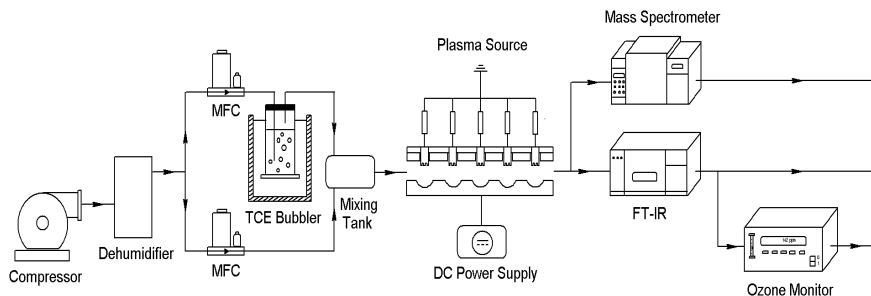 Mass Spectrometer
Plasma Source
MFC
TCE Bubbler
Mixing
Tank
FT-IR
Dehumidifier
MFC
Compressor
DC Power Supply
Ozone Monitor